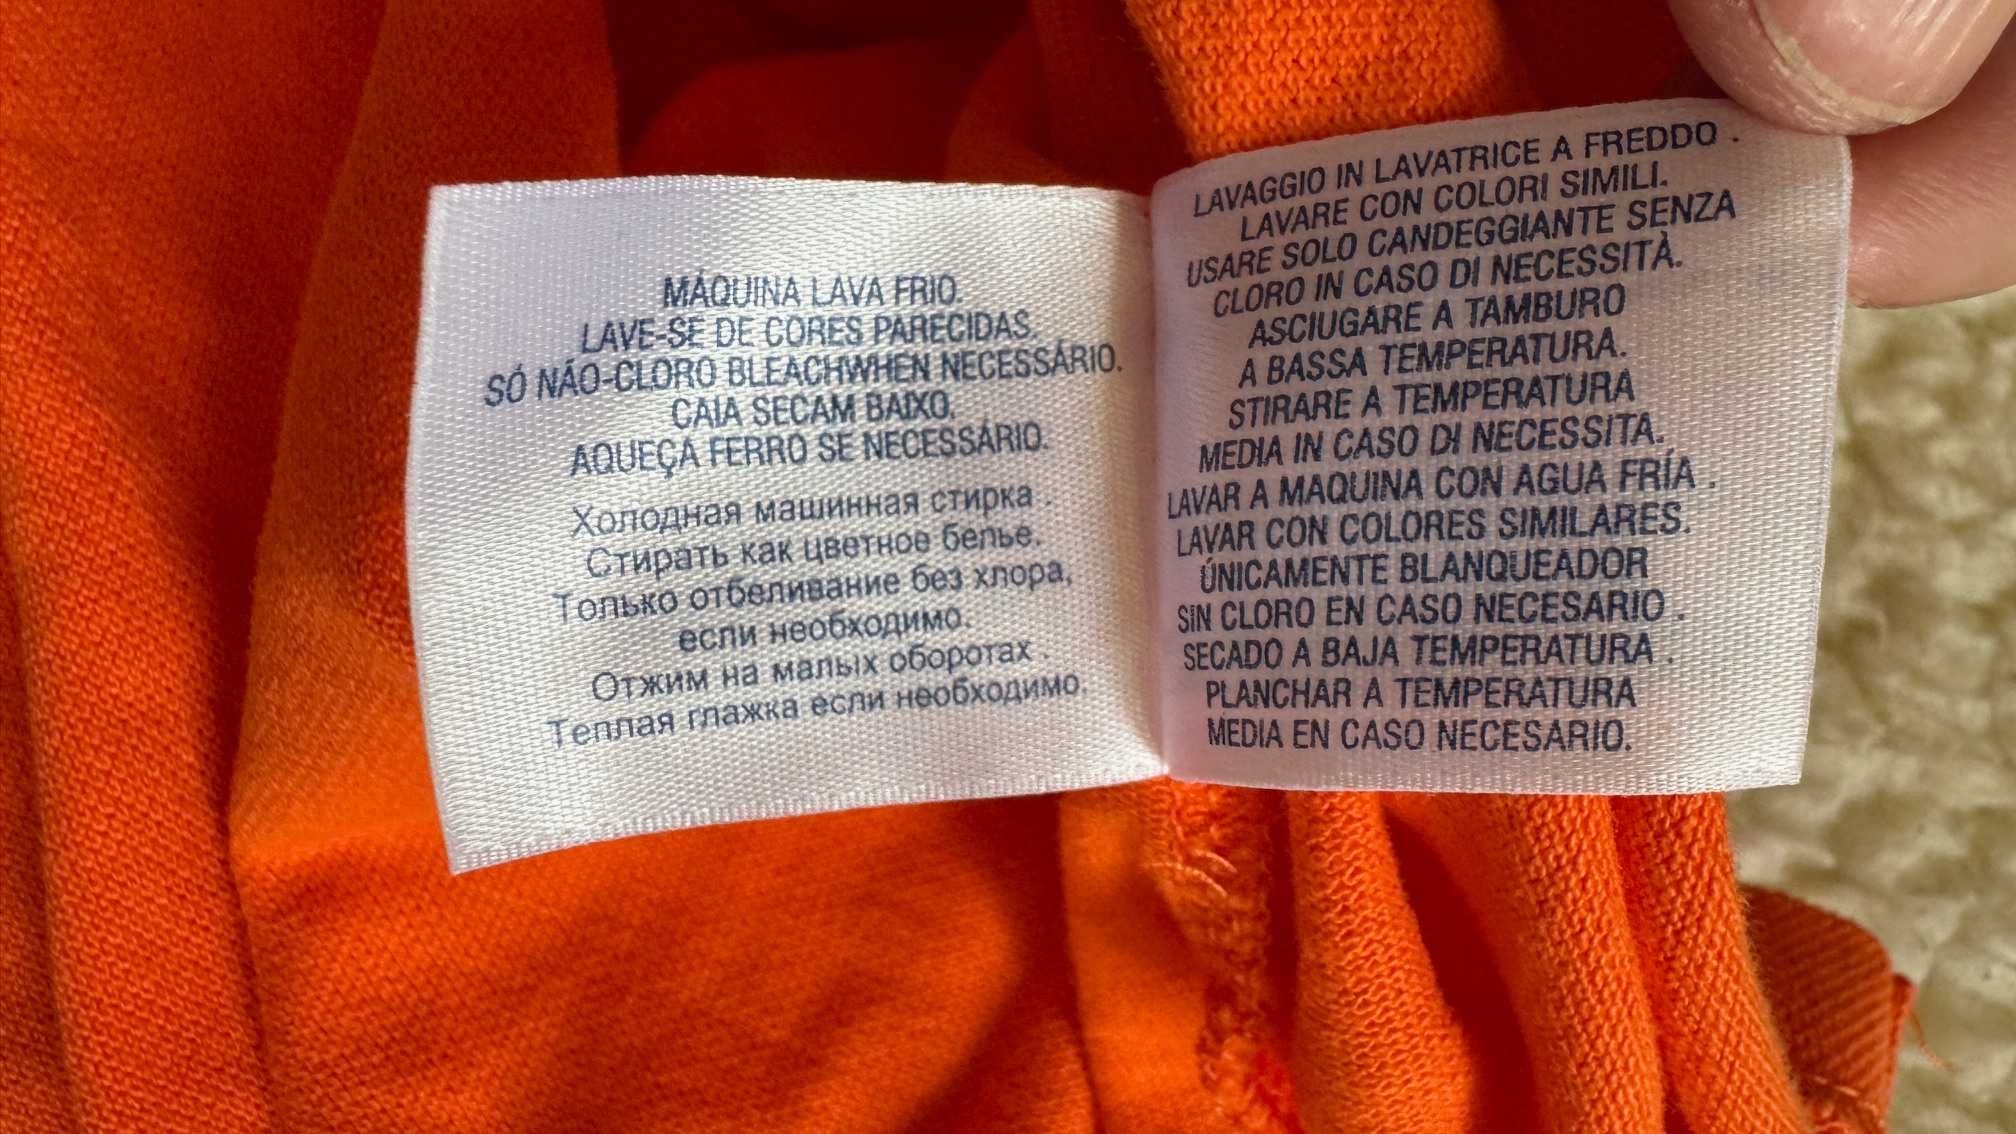 MÁQUINA LAVA FRIO.
LAVE-SE DE CORES PARECIDAS.
SÓ NÁO-CLORO BLEACHWHEN NECESSÁRIO.
CAIA SECAM BAIXO.
AQUEÇA FERRO SE NECESSÁRIO.
Холодная машинная стирка .
Стирать как цветное белье.
Только отбеливание без хлора,
если необходимо.
Отжим на малых оборотах .
Теплая глажка если необходимо.
LAVAGGIO IN LAVATRICE A FREDDO .
LAVARE CON COLORI SIMILI.
USARE SOLO CANDEGGIANTE SENZA
CLORO IN CASO DI NECESSITÀ.
ASCIUGARE A TAMBURO
A BASSA TEMPERATURA.
STIRARE A TEMPERATURA
MEDIA IN CASO DI NECESSITA.
LAVAR A MAQUINA CON AGUA FRÍA .
LAVAR CON COLORES SIMILARES.
ÚNICAMENTE BLANQUEADOR
SIN CLORO EN CASO NECESARIO .
SECADO A BAJA TEMPERATURA .
PLANCHAR A TEMPERATURA
MEDIA EN CASO NECESARIO.